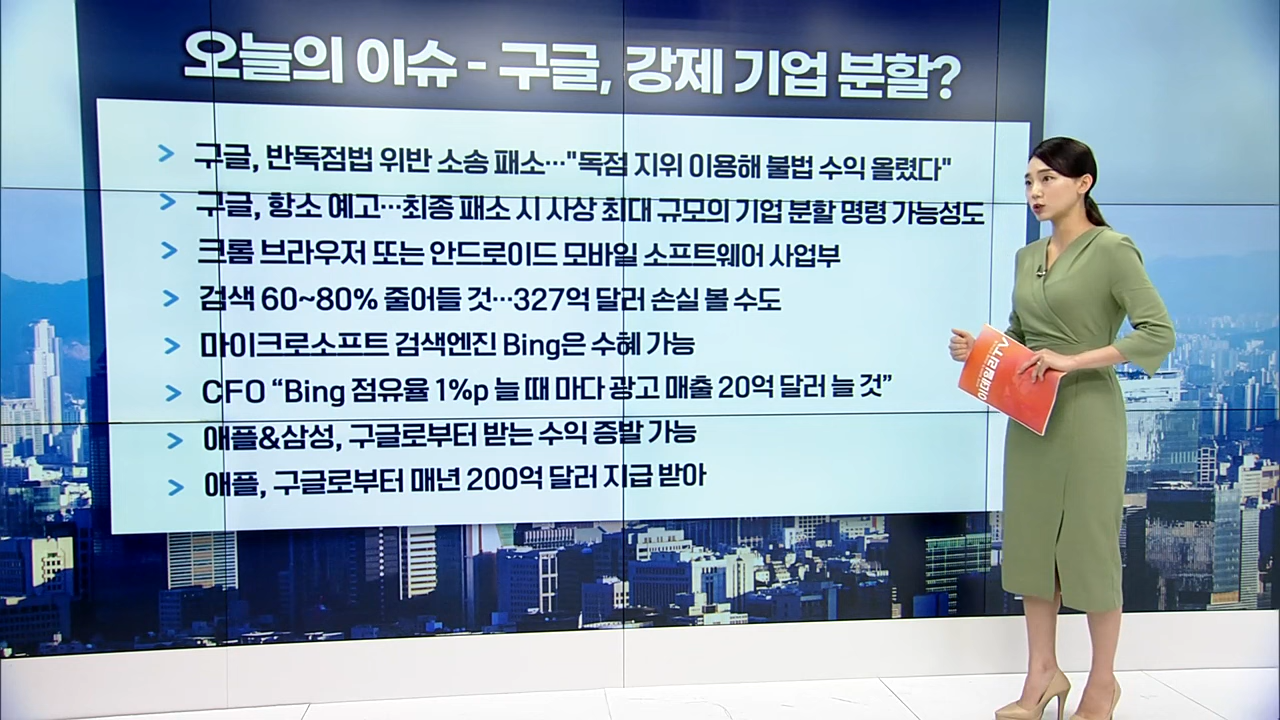 오늘의 이슈 - 구글, 강제 기업 분할?
> 구글, 반독점법 위반 소송 패소…"독점 지위 이용해 불법 수익 올렸다"
> 구글, 항소 예고…최종 패소 시 사상 최대 규모의 기업 분할 명령 가능성도
> 크롬 브라우저 또는 안드로이드 모바일 소프트웨어 사업부
> 검색 60~80% 줄어들 것…327억 달러 손실 볼 수도
> 마이크로소프트 검색엔진 Bing은 수혜 가능
> CFO “Bing 점유율 1%p 늘 때 마다 광고 매출 20억 달러 늘 것”
> 애플&삼성, 구글로부터 받는 수익 증발 가능
> 애플, 구글로부터 매년 200억 달러 지급 받아
이데일리TV